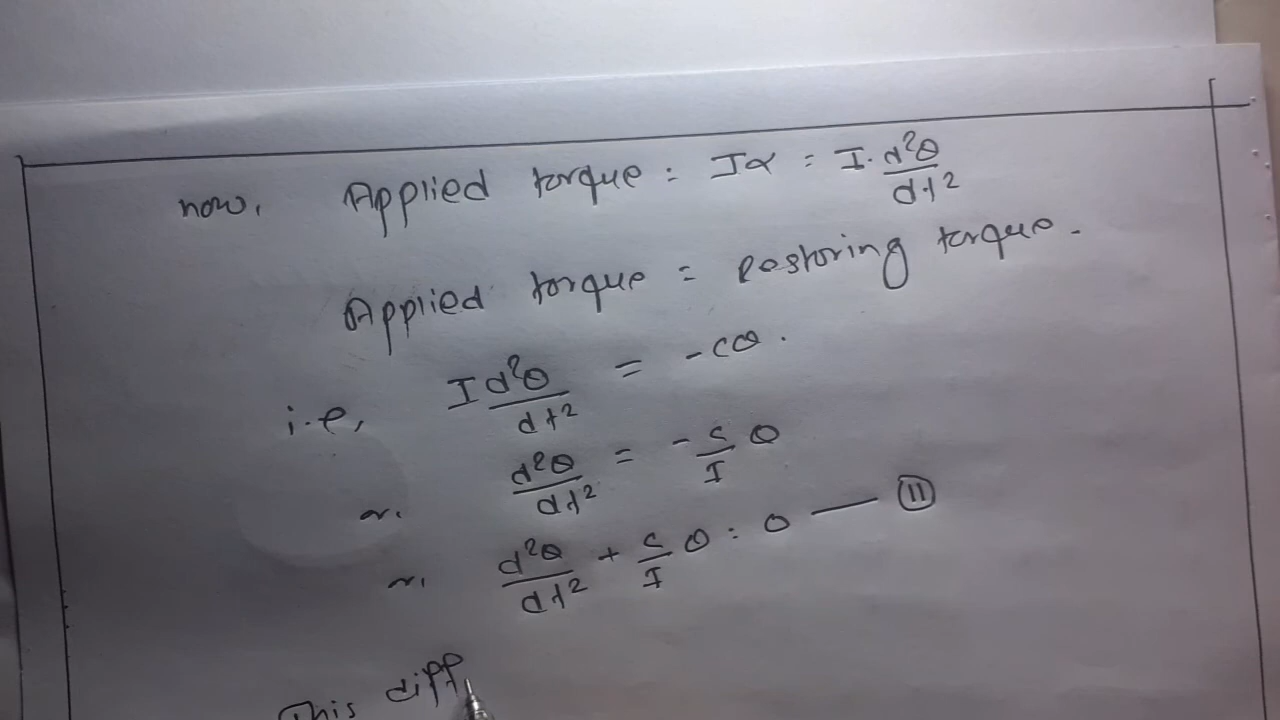 now, Applied torque = Iα = I. d²θ/dt²
Applied torque = Restoring torque.
i.e, I d²θ/dt² = -cθ.
or, d²θ/dt² = -c/I θ
or, d²θ/dt² + c/I θ = 0 — (II)
This diff